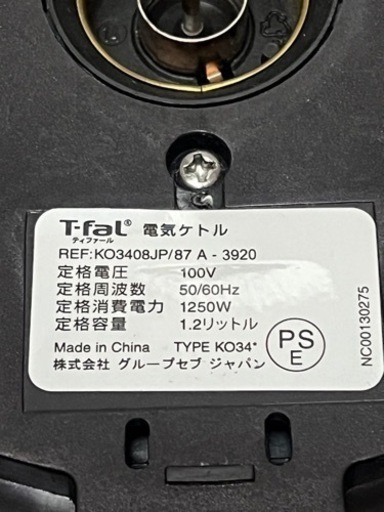 T-faL® 電気ケトル
ティファール
REF:KO3408JP/87 A - 3920
定格電圧 100V
定格周波数 50/60Hz
定格消費電力 1250W
定格容量 1.2リットル
Made in China TYPE KO34*
株式会社 グループセブ ジャパン
PS
E
NC00130275